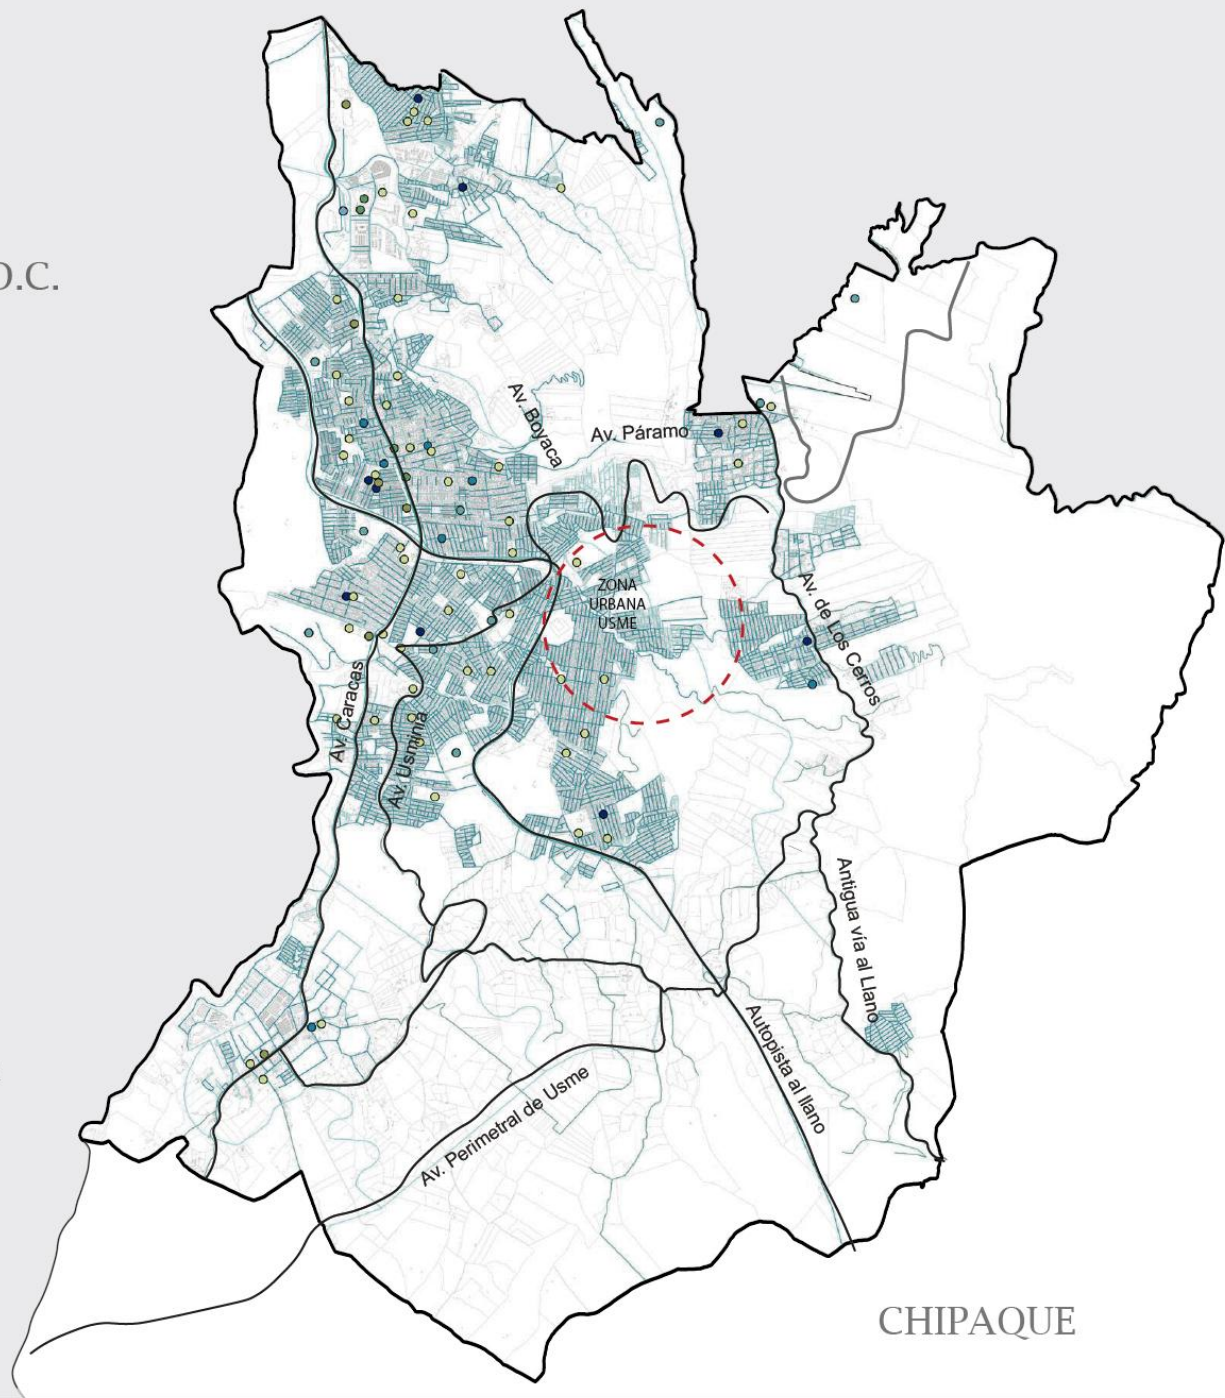 D.C.
Av. Boyaca
Av. Páramo
ZONA
URBANA
USME
Av. de Los Cerros
Av. Caracas
Av. Usminia
Antigua vía al Llano
Autopista al llano
Av. Perimetral de Usme
CHIPAQUE